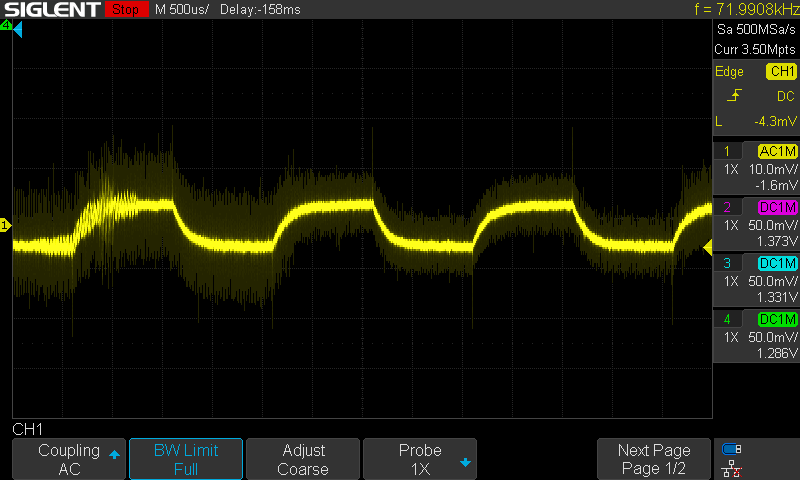 SIGLENT Stop M 500us/ Delay:-158ms f = 71.9908kHz
Sa 500MSa/s
Curr 3.50Mpts
Edge CH1
DC
L -4.3mV
1 AC1M
1X 10.0mV/
-1.6mV
2 DC1M
1X 50.0mV/
1.373V
3 DC1M
1X 50.0mV/
1.331V
4 DC1M
1X 50.0mV/
1.286V
4
1
CH1
Coupling
AC
BW Limit
Full
Adjust
Coarse
Probe
1X
Next Page
Page 1/2